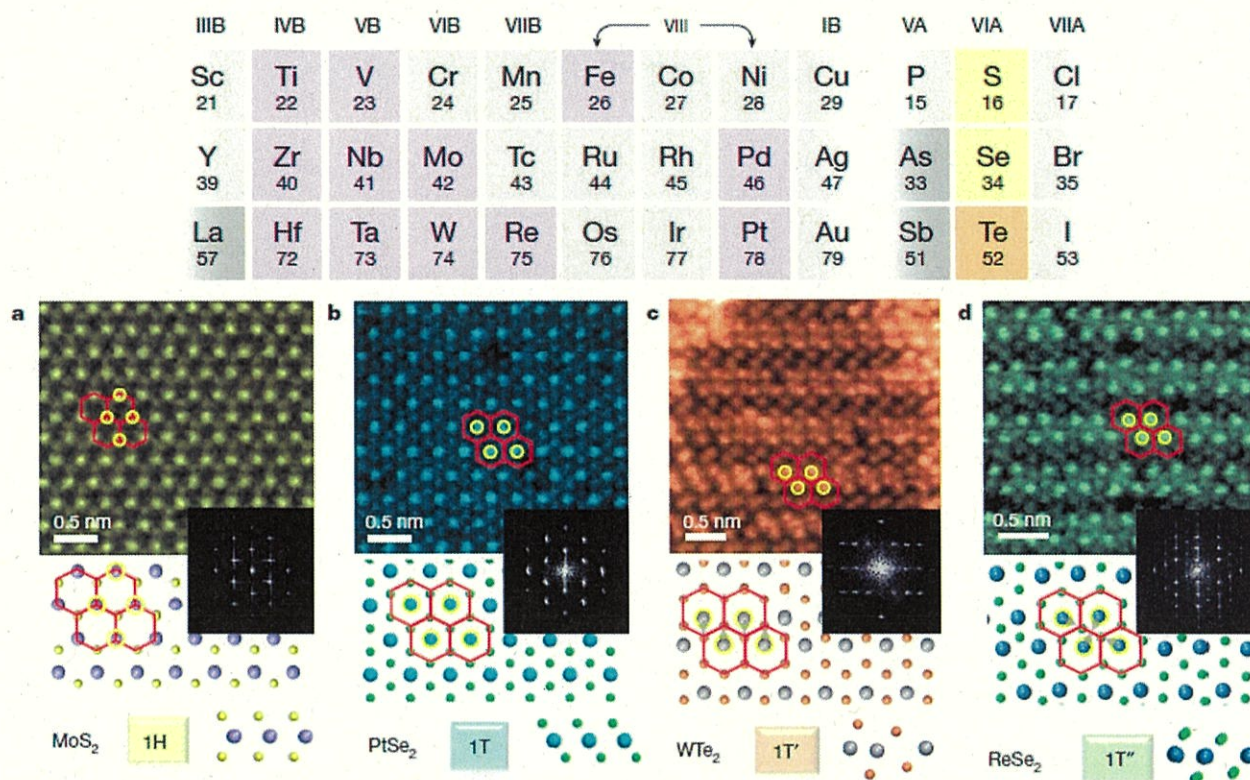 IIIB IVB VB VIB VIIB VIII IB VA VIA VIIA
Sc Ti V Cr Mn Fe Co Ni Cu P S Cl
21 22 23 24 25 26 27 28 29 15 16 17
Y Zr Nb Mo Tc Ru Rh Pd Ag As Se Br
39 40 41 42 43 44 45 46 47 33 34 35
La Hf Ta W Re Os Ir Pt Au Sb Te I
57 72 73 74 75 76 77 78 79 51 52 53
a b c d
0.5 nm 0.5 nm 0.5 nm 0.5 nm
MoS₂ 1H PtSe₂ 1T WTe₂ 1T′ ReSe₂ 1T″